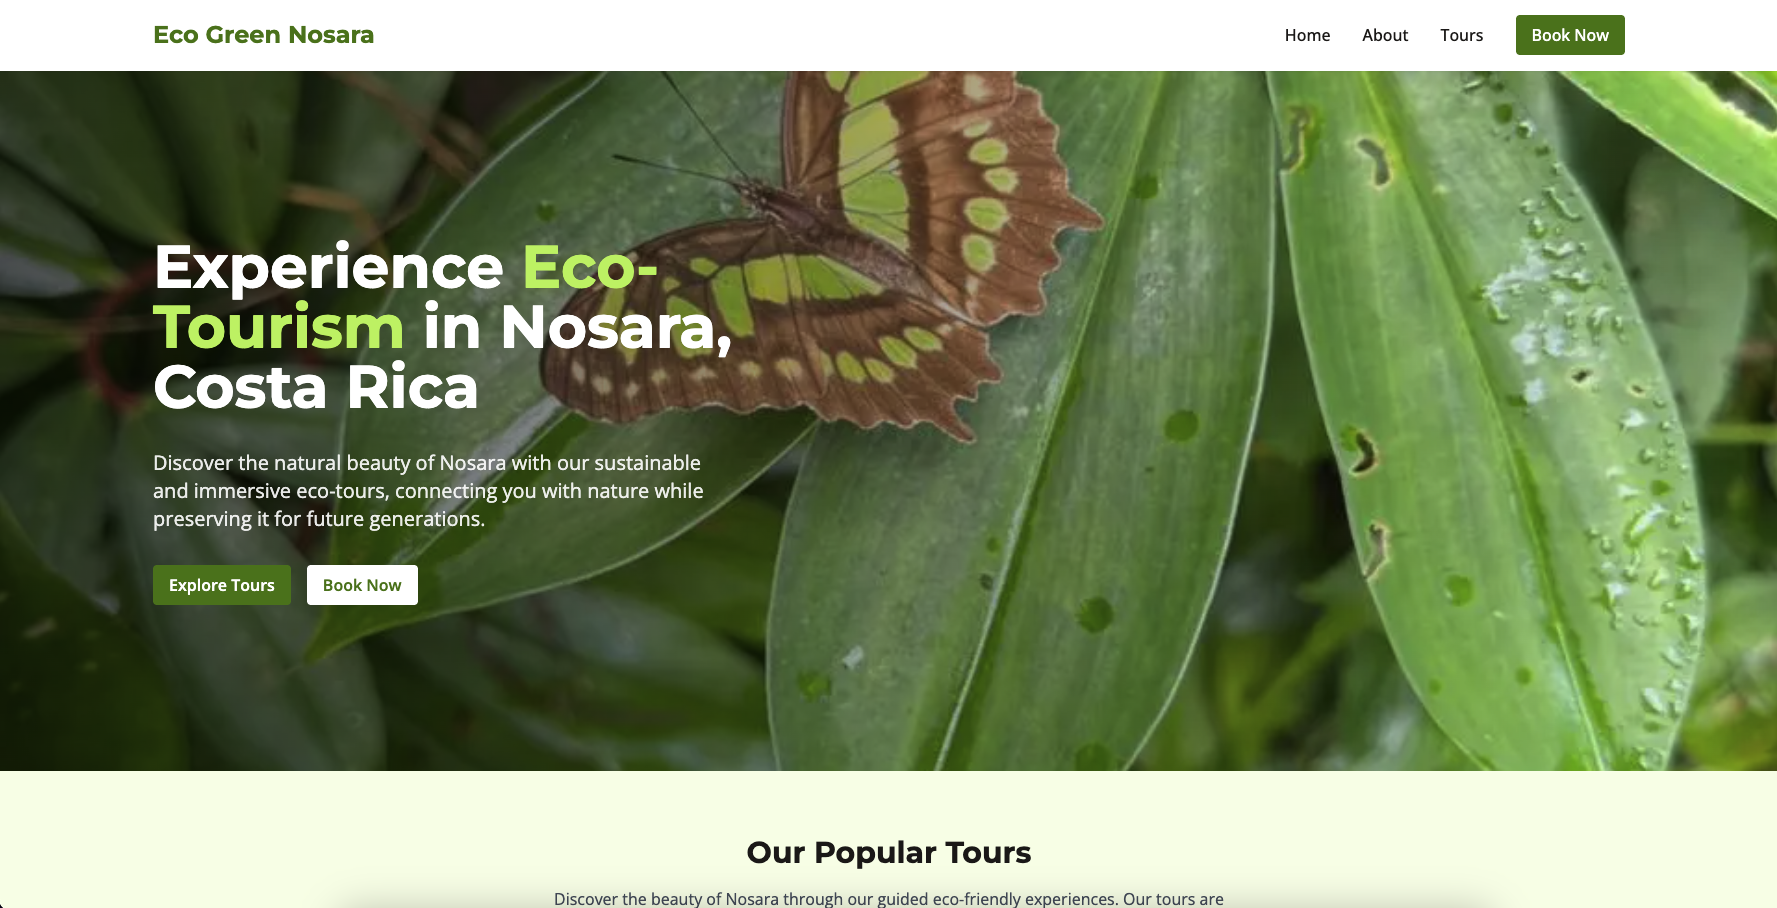 Eco Green Nosara
Home About Tours Book Now
Experience Eco-
Tourism in Nosara,
Costa Rica
Discover the natural beauty of Nosara with our sustainable
and immersive eco-tours, connecting you with nature while
preserving it for future generations.
Explore Tours Book Now
Our Popular Tours
Discover the beauty of Nosara through our guided eco-friendly experiences. Our tours are